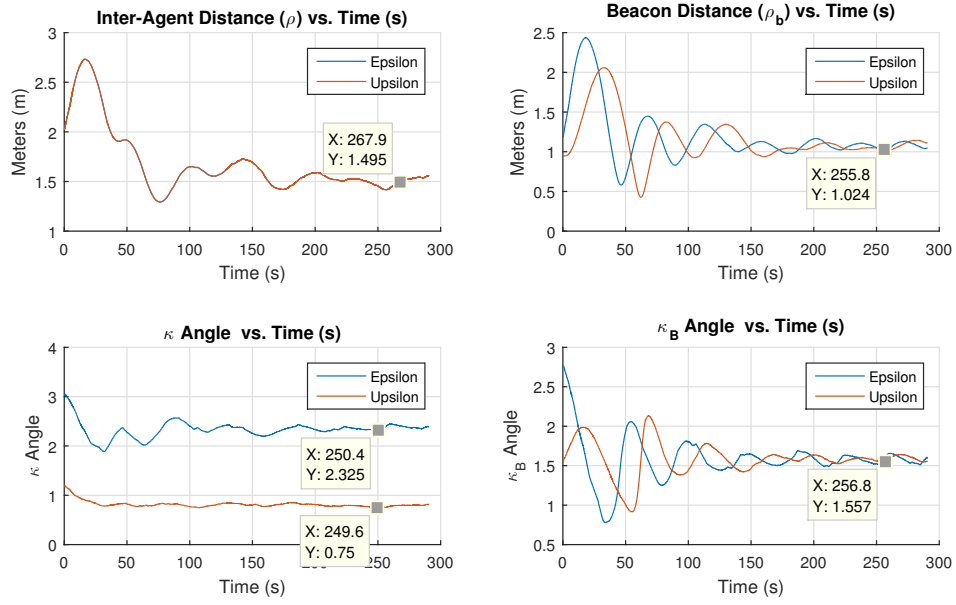 Inter-Agent Distance (ρ) vs. Time (s)
3
2.5
2
1.5
1
Meters (m)
Epsilon
Upsilon
X: 267.9
Y: 1.495
0 50 100 150 200 250 300
Time (s)
Beacon Distance (ρ_b) vs. Time (s)
2.5
2
1.5
1
0.5
0
Meters (m)
Epsilon
Upsilon
X: 255.8
Y: 1.024
0 50 100 150 200 250 300
Time (s)
κ Angle vs. Time (s)
4
3
2
1
0
κ Angle
Epsilon
Upsilon
X: 250.4
Y: 2.325
X: 249.6
Y: 0.75
0 50 100 150 200 250 300
Time (s)
κ_B Angle vs. Time (s)
3
2.5
2
1.5
1
0.5
κ_B Angle
Epsilon
Upsilon
X: 256.8
Y: 1.557
0 50 100 150 200 250 300
Time (s)